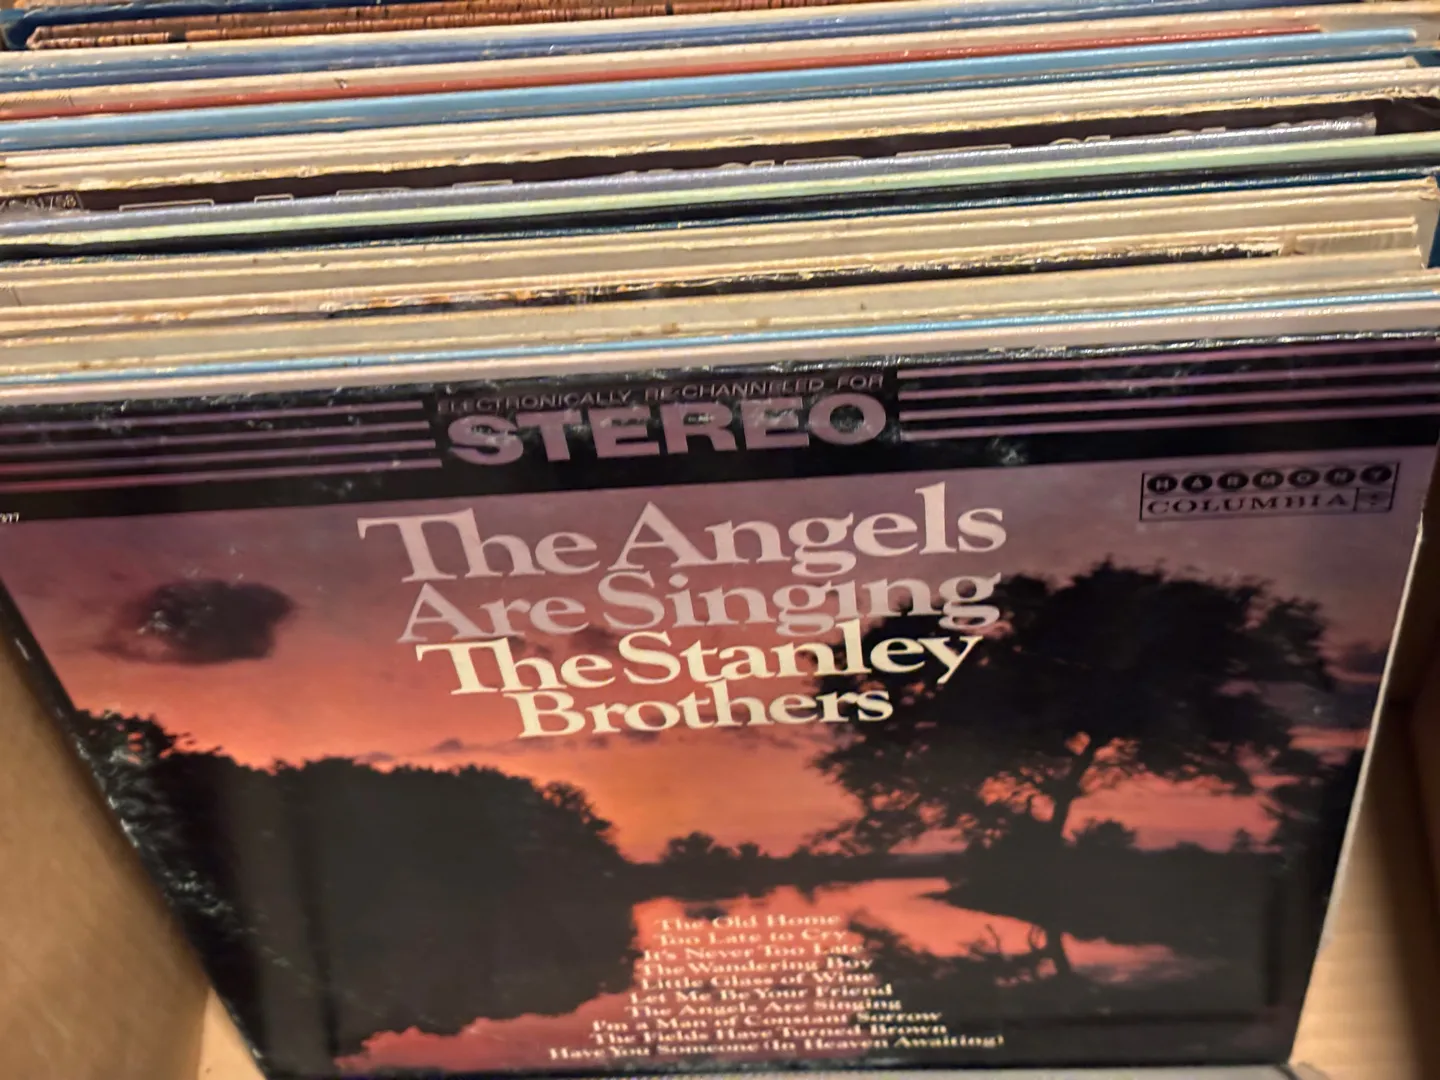 ELECTRONICALLY RE-CHANNELED FOR
STEREO
HARMONY
COLUMBIA
The Angels
Are Singing
The Stanley
Brothers
The Old Home
Too Late to Cry
It's Never Too Late
The Wandering Boy
Little Glass of Wine
Let Me Be Your Friend
The Angels Are Singing
I'm a Man of Constant Sorrow
The Fields Have Turned Brown
Have You Someone (In Heaven Awaiting)